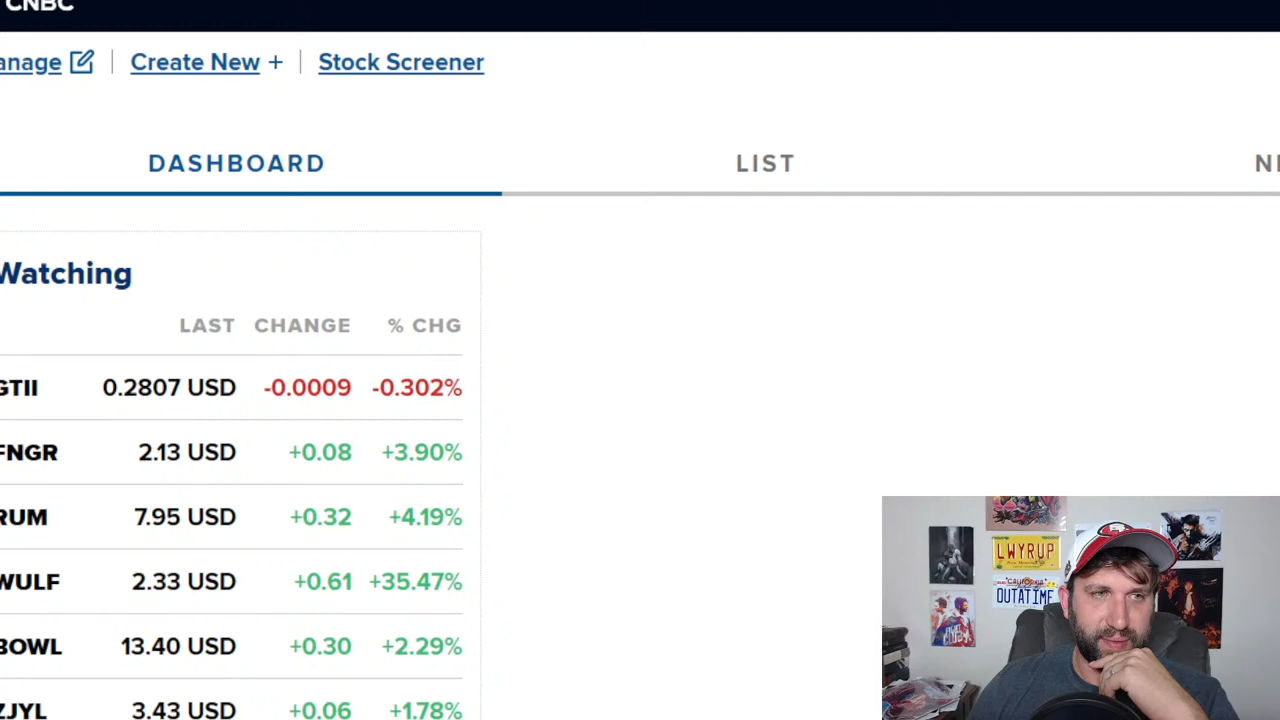 CNBC
anage
Create New +
Stock Screener
DASHBOARD
LIST
Watching
LAST CHANGE % CHG
GTII 0.2807 USD -0.0009 -0.302%
FNGR 2.13 USD +0.08 +3.90%
RUM 7.95 USD +0.32 +4.19%
WULF 2.33 USD +0.61 +35.47%
BOWL 13.40 USD +0.30 +2.29%
ZJYL 3.43 USD +0.06 +1.78%
LWYRUP
CALIFORNIA
OUTATIME